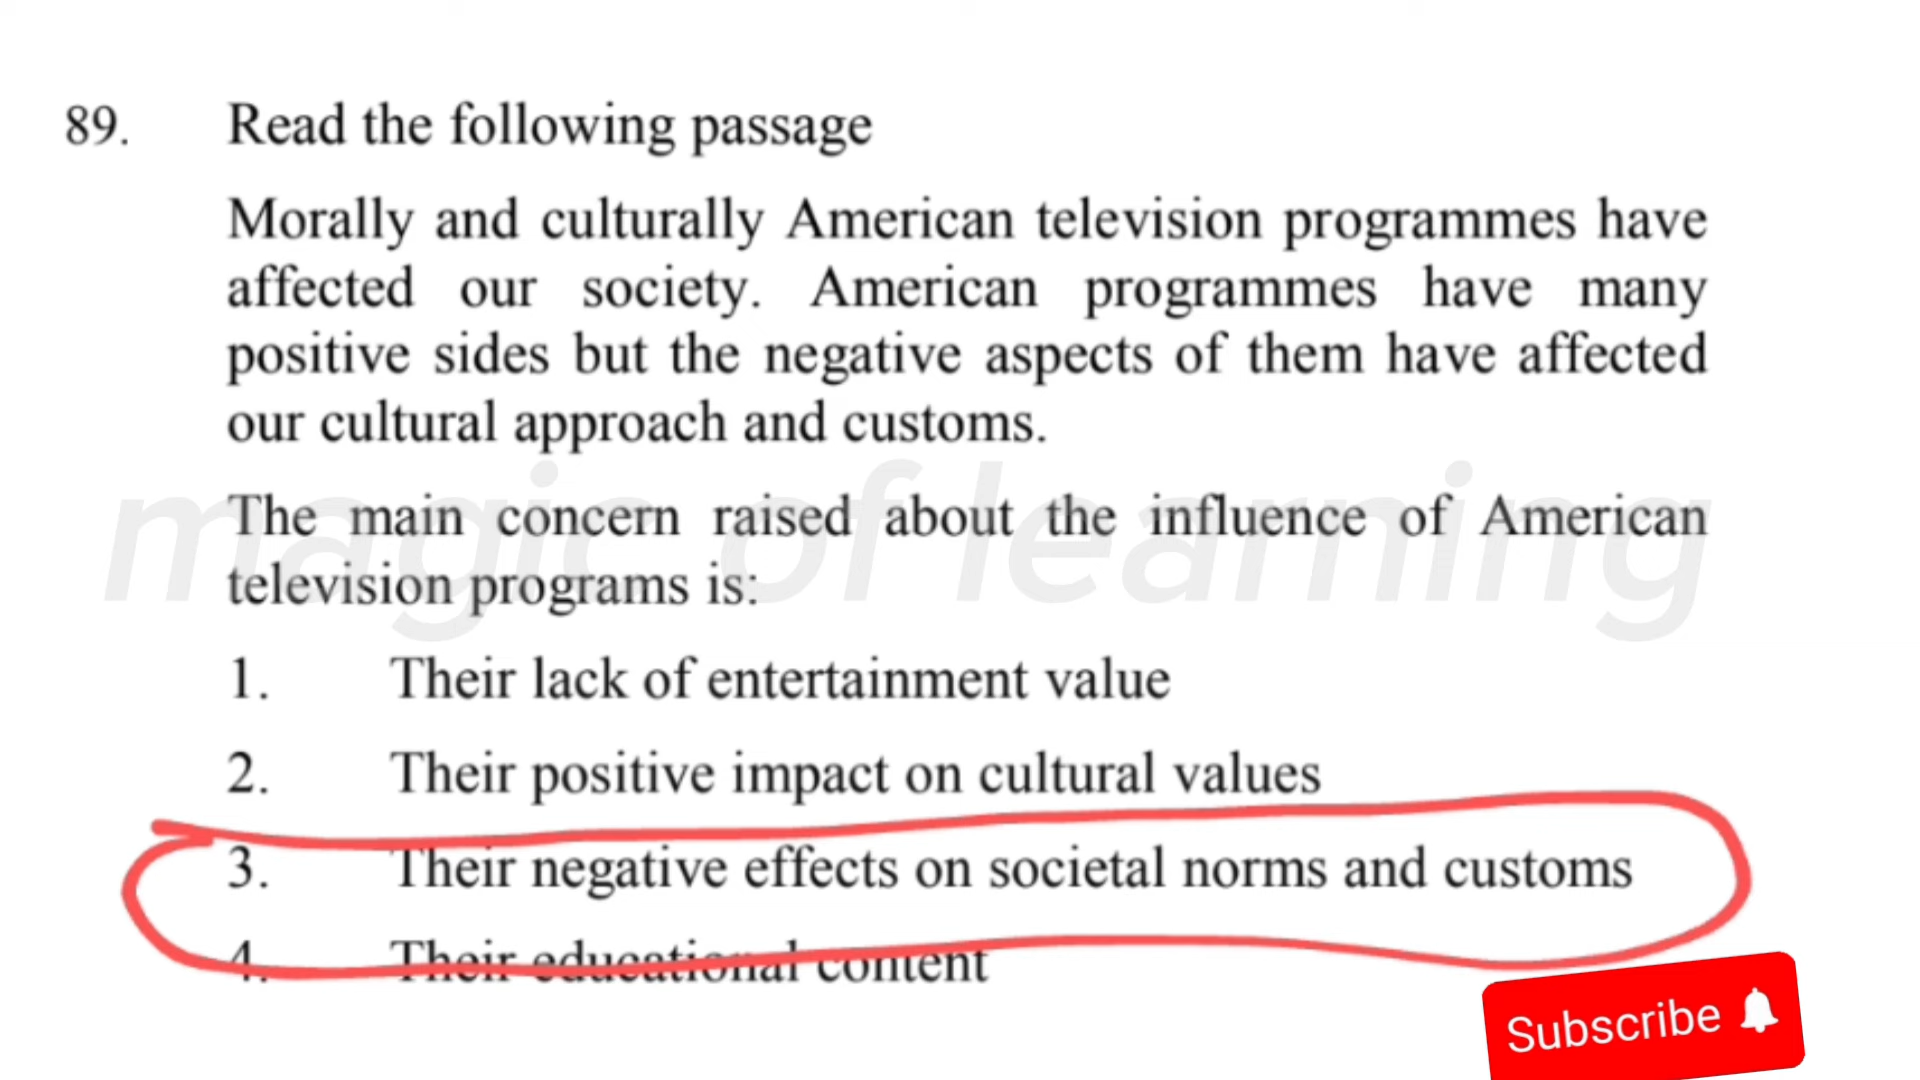 89. Read the following passage
Morally and culturally American television programmes have
affected our society. American programmes have many
positive sides but the negative aspects of them have affected
our cultural approach and customs.
magic of learning
The main concern raised about the influence of American
television programs is:
1. Their lack of entertainment value
2. Their positive impact on cultural values
3. Their negative effects on societal norms and customs
4. Their educational content
Subscribe